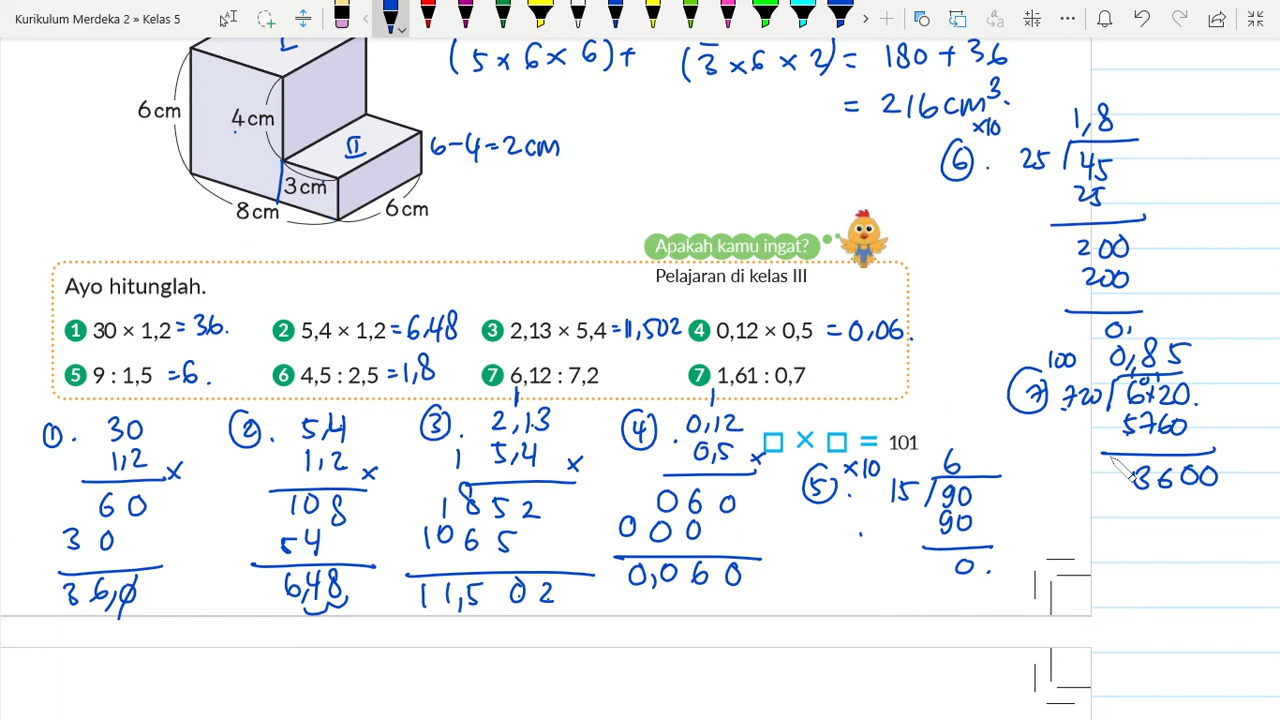 Kurikulum Merdeka 2 » Kelas 5
I
(5 × 6 × 6) + (3 × 6 × 2) = 180 + 36
= 216 cm³.
6 cm
4 cm
II
6 - 4 = 2 cm
3 cm
8 cm
6 cm
×10
⑥.
1,8
25 45
25
200
200
0,
Apakah kamu ingat?
Pelajaran di kelas III
Ayo hitunglah.
1 30 × 1,2 = 36.
2 5,4 × 1,2 = 6,48
3 2,13 × 5,4 = 11,502
4 0,12 × 0,5 = 0,06.
5 9 : 1,5 = 6.
6 4,5 : 2,5 = 1,8
7 6,12 : 7,2
7 1,61 : 0,7
①. 30
1,2 ×
60
30
36,0
②. 5,4
1,2 ×
108
54
6,48
③. 2,13
1 5,4 ×
1852
1065
11,502
④. 0,12
0,5 ×
060
000
0,060
□ × □ = 101
⑤. ×10
6
15 90
90
0.
100
0,85
⑦ 720 6120.
5760
3600